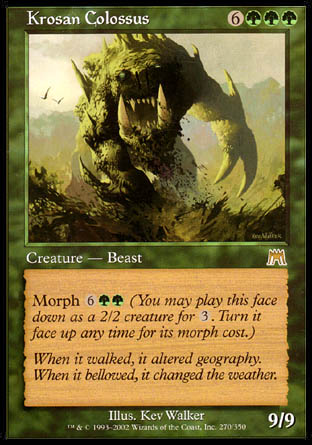 Krosan Colossus 6
Creature — Beast
Morph 6 (You may play this face
down as a 2/2 creature for 3. Turn it
face up any time for its morph cost.)
When it walked, it altered geography.
When it bellowed, it changed the weather.
Illus. Kev Walker
™ & © 1993-2002 Wizards of the Coast, Inc. 270/350
9/9